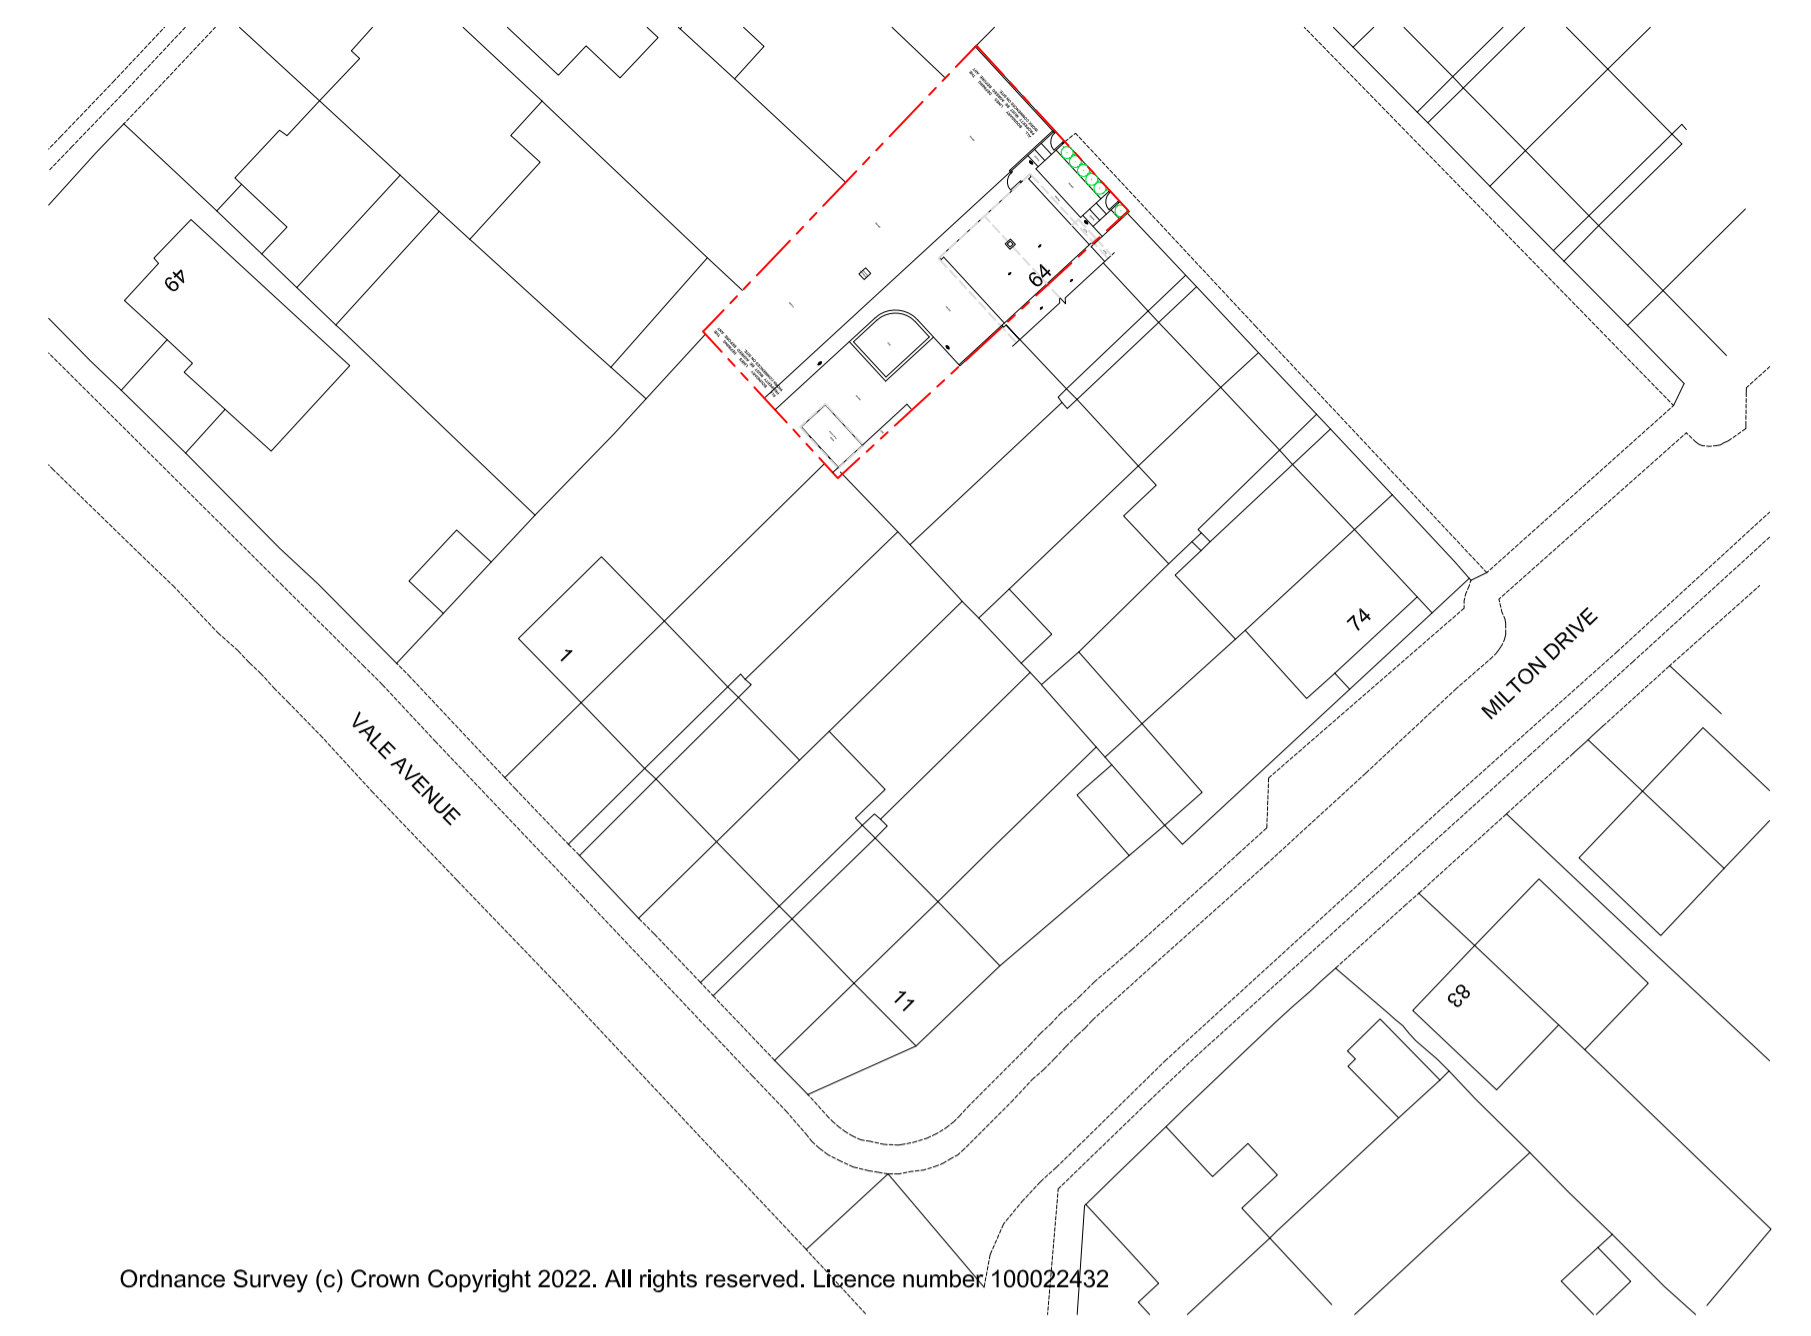 49
64
1
74
VALE AVENUE
MILTON DRIVE
11
83
Ordnance Survey (c) Crown Copyright 2022. All rights reserved. Licence number 100022432